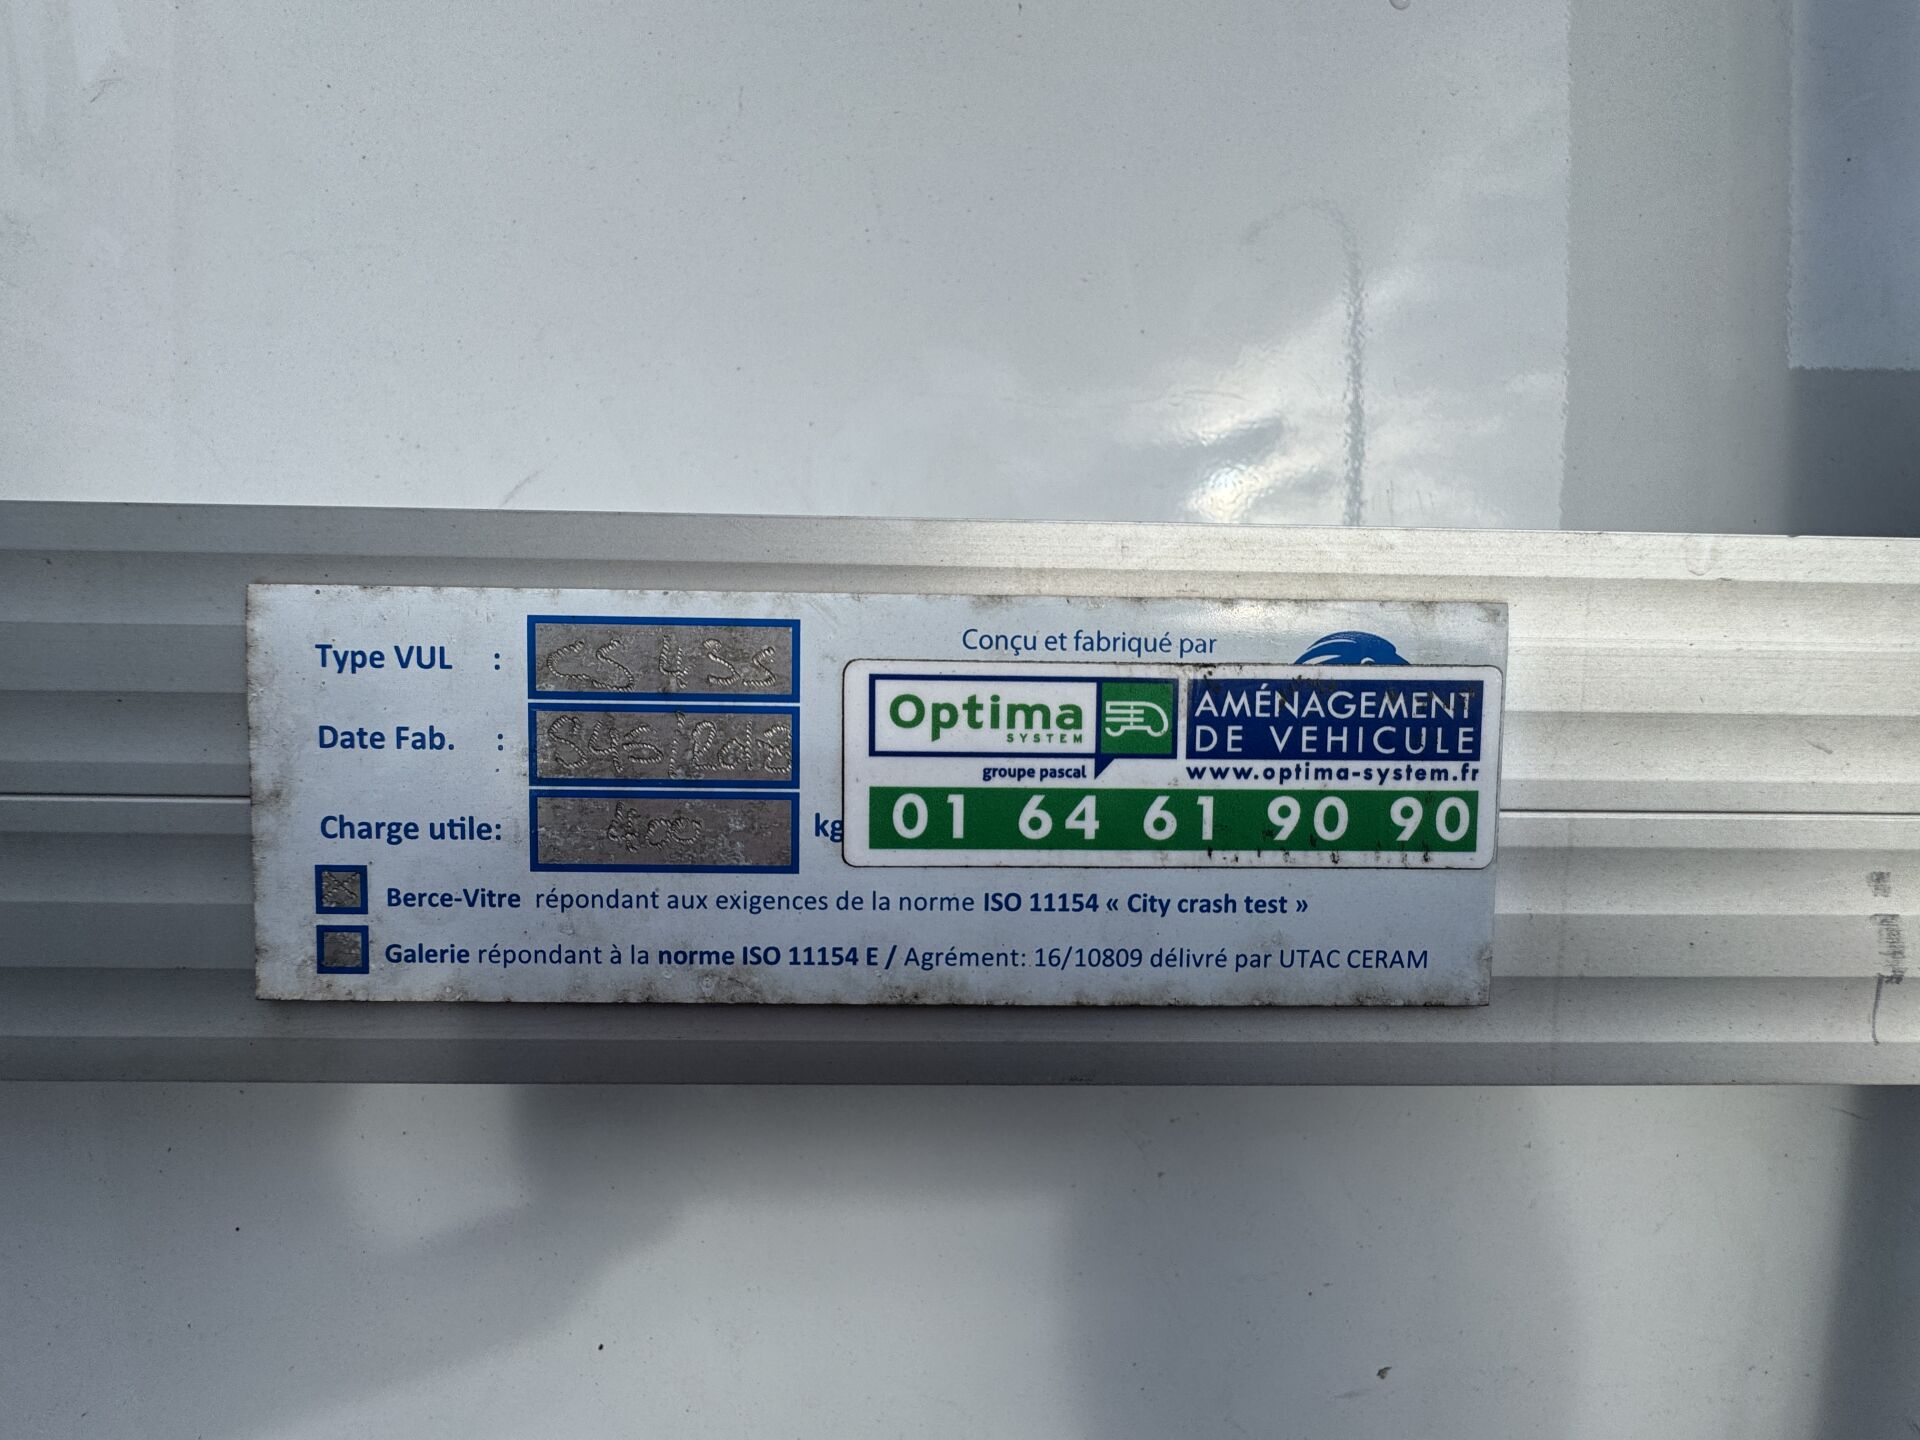 Type VUL :
Conçu et fabriqué par
Date Fab. :
Charge utile: 400 kg
Optima
SYSTEM
groupe pascal
AMÉNAGEMENT
DE VEHICULE
www.optima-system.fr
01 64 61 90 90
Berce-Vitre répondant aux exigences de la norme ISO 11154 « City crash test »
Galerie répondant à la norme ISO 11154 E / Agrément: 16/10809 délivré par UTAC CERAM